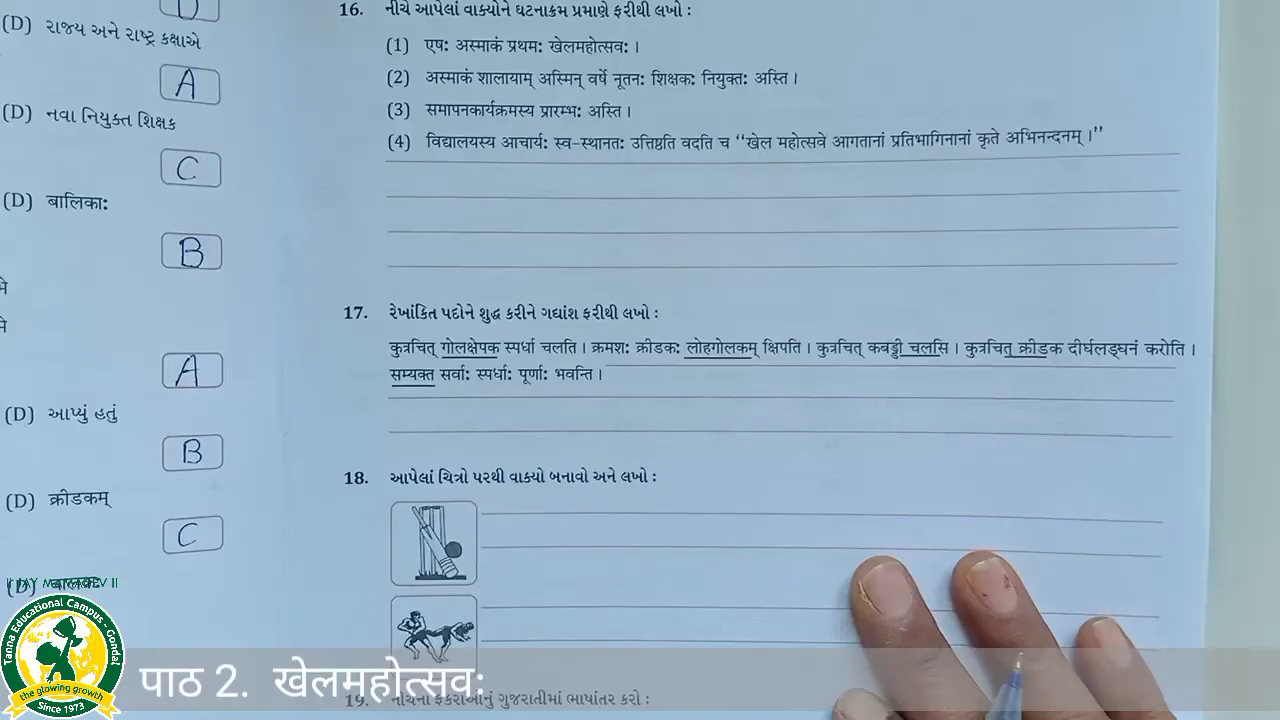 D
(D) રાજ્ય અને રાષ્ટ્ર કક્ષાએ
A
(D) નવા નિયુક્ત શિક્ષક
C
(D) बालिकाः
B
A
(D) આપ્યું હતું
B
(D) क्रीडकम्
C
(D)
16. નીચે આપેલાં વાક્યોને ઘટનાક્રમ પ્રમાણે ફરીથી લખો :
(1) एषः अस्माकं प्रथमः खेलमहोत्सवः ।
(2) अस्माकं शालायाम् अस्मिन् वर्षे नूतनः शिक्षकः नियुक्तः अस्ति ।
(3) समापनकार्यक्रमस्य प्रारम्भः अस्ति ।
(4) विद्यालयस्य आचार्यः स्व-स्थानतः उत्तिष्ठति वदति च "खेल महोत्सवे आगतानां प्रतिभागिनानां कृते अभिनन्दनम् ।"
17. રેખાંકિત પદોને શુદ્ધ કરીને ગદ્યાંશ ફરીથી લખો :
कुत्रचित् गोलक्षेपक स्पर्धा चलति । क्रमशः क्रीडकः लोहगोलकम् क्षिपति । कुत्रचित् कबड्डी चलसि । कुत्रचित् क्रीडक दीर्घलङ्घनं करोति ।
सम्यक्त सर्वाः स्पर्धाः पूर्णाः भवन्ति ।
18. આપેલાં ચિત્રો પરથી વાક્યો બનાવો અને લખો :
19. નીચેના ફકરાઓનું ગુજરાતીમાં ભાષાંતર કરો :
Tanna Educational Campus - Gondal
the glowing growth
Since 1973
પાઠ 2. खेलमहोत्सवः